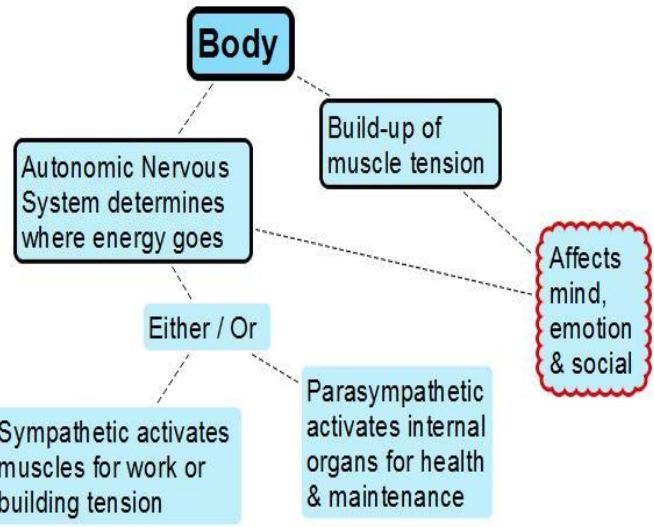 Body
Build-up of
muscle tension
Autonomic Nervous
System determines
where energy goes
Affects
mind,
emotion
& social
Either / Or
Sympathetic activates
muscles for work or
building tension
Parasympathetic
activates internal
organs for health
& maintenance